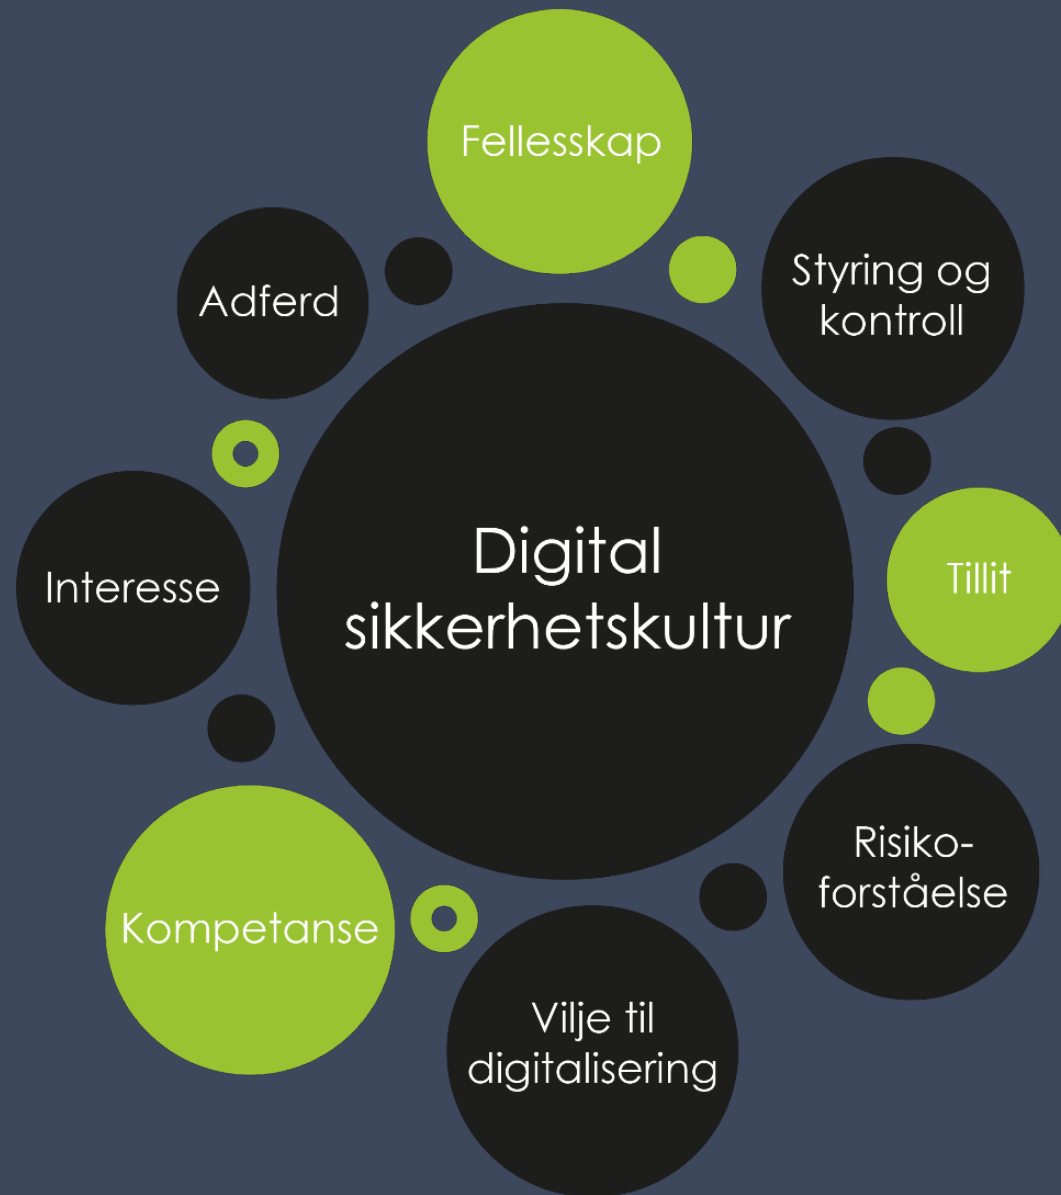 Fellesskap
Styring og
kontroll
Adferd
Digital
sikkerhetskultur
Tillit
Interesse
Risiko-
forståelse
Kompetanse
Vilje til
digitalisering